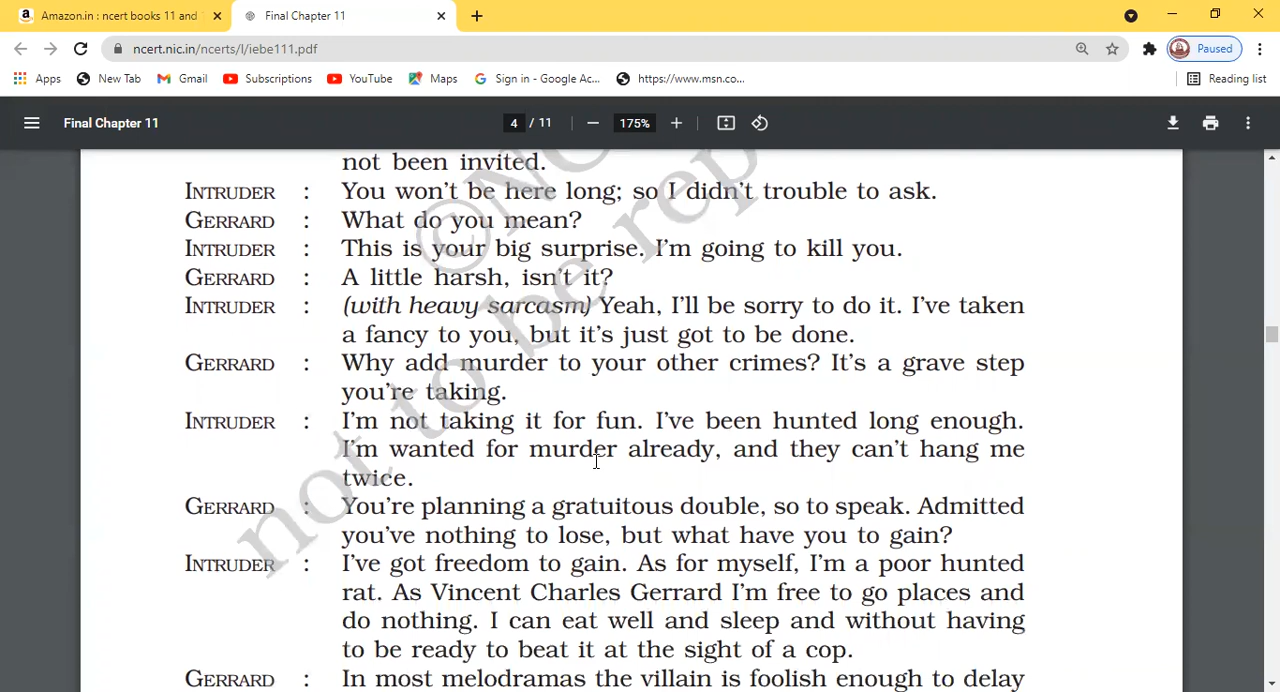 Amazon.in : ncert books 11 and
Final Chapter 11
ncert.nic.in/ncerts/l/iebe111.pdf
Paused
Apps
New Tab
Gmail
Subscriptions
YouTube
Maps
Sign in - Google Ac...
https://www.msn.co...
Reading list
Final Chapter 11
4 / 11
175%
not been invited.
INTRUDER : You won't be here long; so I didn't trouble to ask.
GERRARD : What do you mean?
INTRUDER : This is your big surprise. I'm going to kill you.
GERRARD : A little harsh, isn't it?
INTRUDER : (with heavy sarcasm) Yeah, I'll be sorry to do it. I've taken
a fancy to you, but it's just got to be done.
GERRARD : Why add murder to your other crimes? It's a grave step
you're taking.
INTRUDER : I'm not taking it for fun. I've been hunted long enough.
I'm wanted for murder already, and they can't hang me
twice.
GERRARD : You're planning a gratuitous double, so to speak. Admitted
you've nothing to lose, but what have you to gain?
INTRUDER : I've got freedom to gain. As for myself, I'm a poor hunted
rat. As Vincent Charles Gerrard I'm free to go places and
do nothing. I can eat well and sleep and without having
to be ready to beat it at the sight of a cop.
GERRARD : In most melodramas the villain is foolish enough to delay
©NC
not to be rep